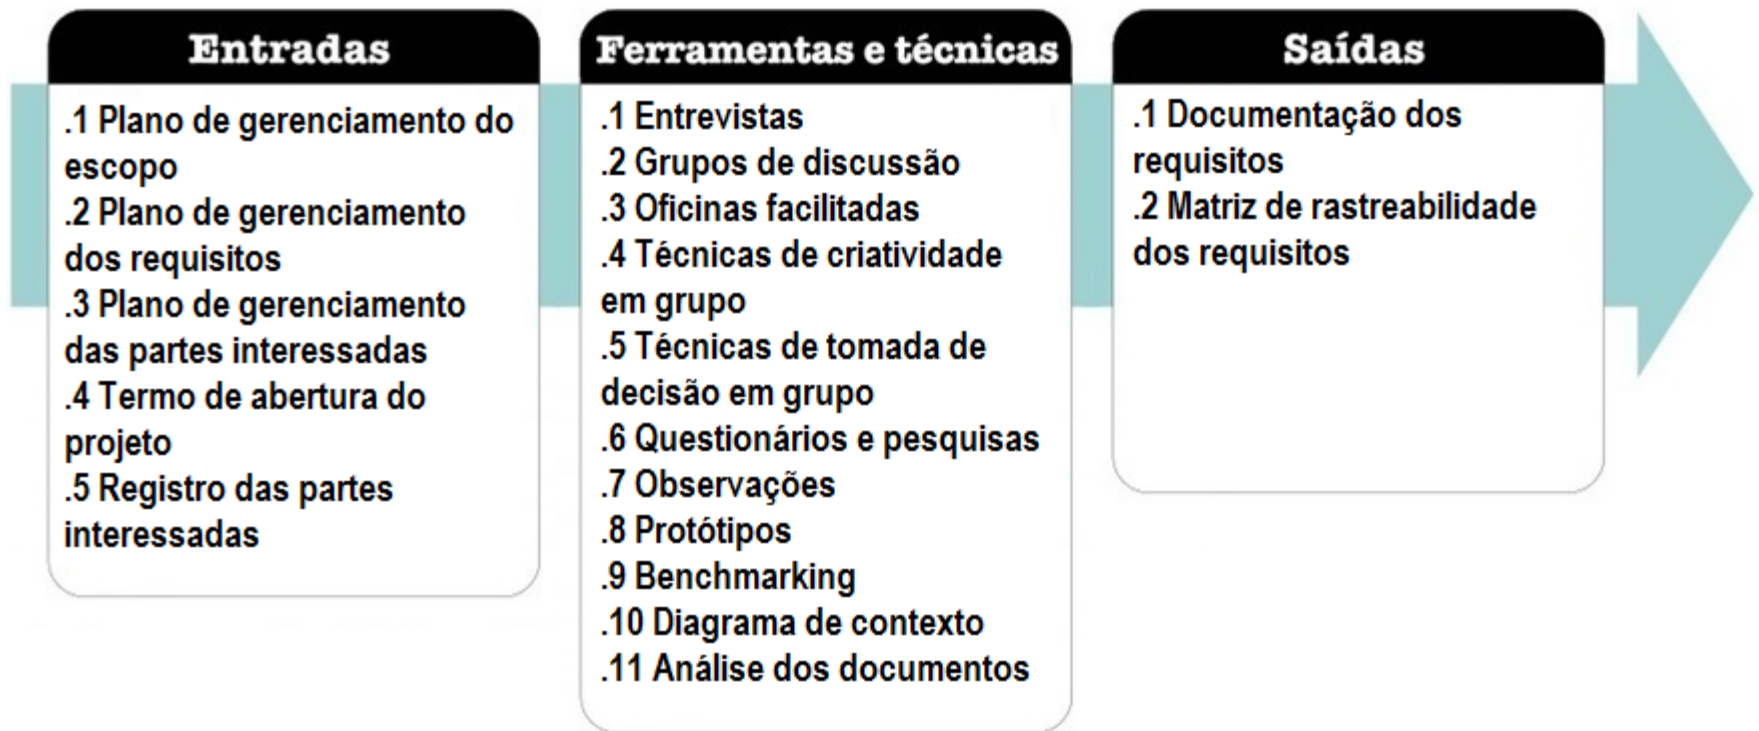 Entradas
.1 Plano de gerenciamento do
escopo
.2 Plano de gerenciamento
dos requisitos
.3 Plano de gerenciamento
das partes interessadas
.4 Termo de abertura do
projeto
.5 Registro das partes
interessadas
Ferramentas e técnicas
.1 Entrevistas
.2 Grupos de discussão
.3 Oficinas facilitadas
.4 Técnicas de criatividade
em grupo
.5 Técnicas de tomada de
decisão em grupo
.6 Questionários e pesquisas
.7 Observações
.8 Protótipos
.9 Benchmarking
.10 Diagrama de contexto
.11 Análise dos documentos
Saídas
.1 Documentação dos
requisitos
.2 Matriz de rastreabilidade
dos requisitos